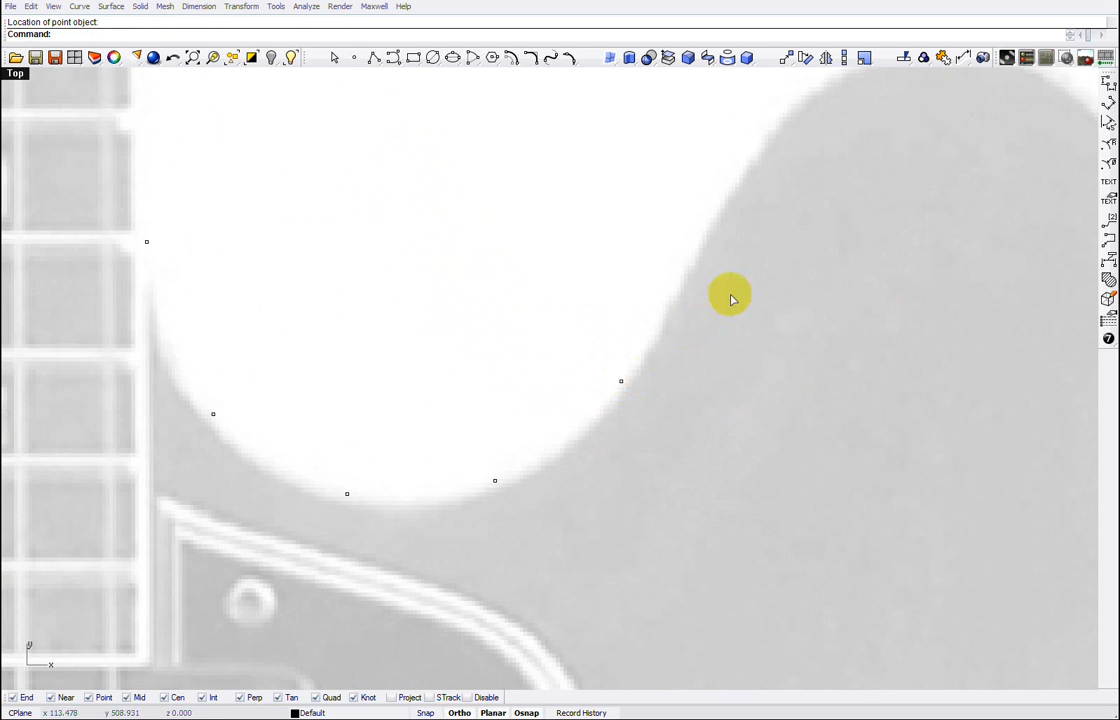 File Edit View Curve Surface Solid Mesh Dimension Transform Tools Analyze Render Maxwell Help
Location of point object:
Command:
Top
TEXT
TEXT
y
x
End Near Point Mid Cen Int Perp Tan Quad Knot Project STrack Disable
CPlane x 113.478 y 508.931 z 0.000 Default Snap Ortho Planar Osnap Record History